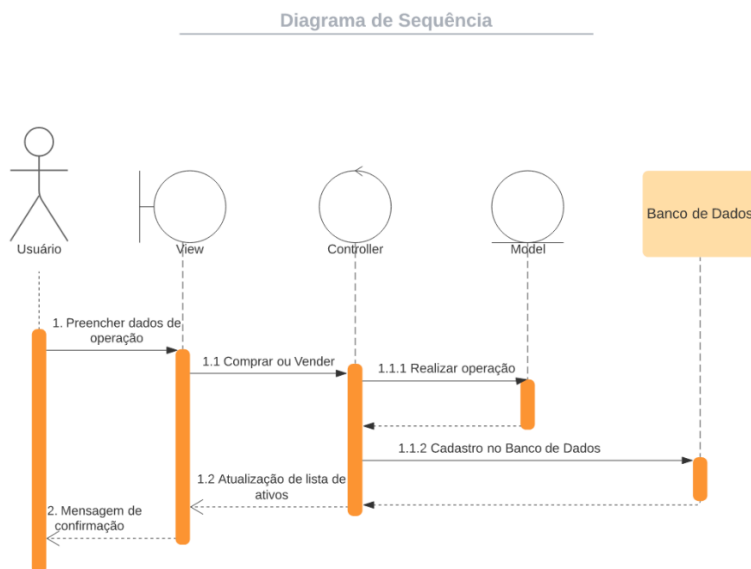 Diagrama de Sequência
Usuário
View
Controller
Model
Banco de Dados
1. Preencher dados de
operação
1.1 Comprar ou Vender
1.1.1 Realizar operação
1.1.2 Cadastro no Banco de Dados
1.2 Atualização de lista de
ativos
2. Mensagem de
confirmação